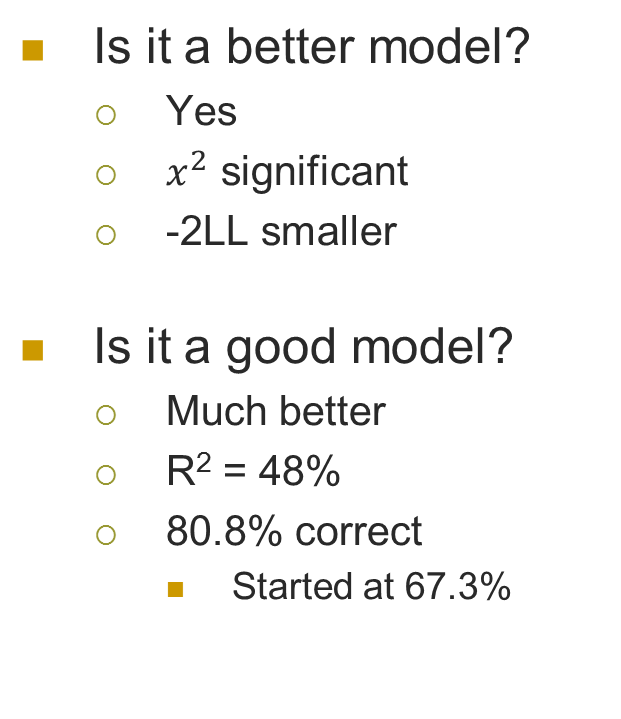 Is it a better model?
Yes
x² significant
-2LL smaller
Is it a good model?
Much better
R² = 48%
80.8% correct
Started at 67.3%